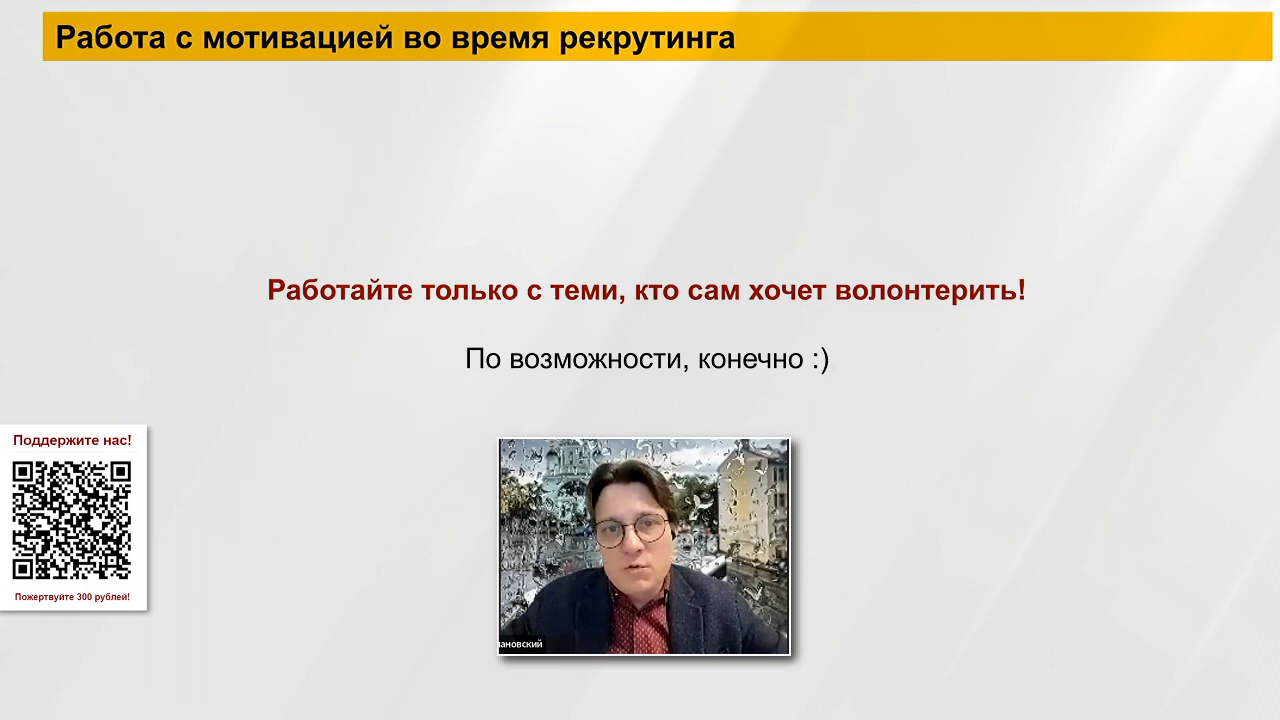 Работа с мотивацией во время рекрутинга
Работайте только с теми, кто сам хочет волонтерить!
По возможности, конечно :)
Поддержите нас!
Пожертвуйте 300 рублей!